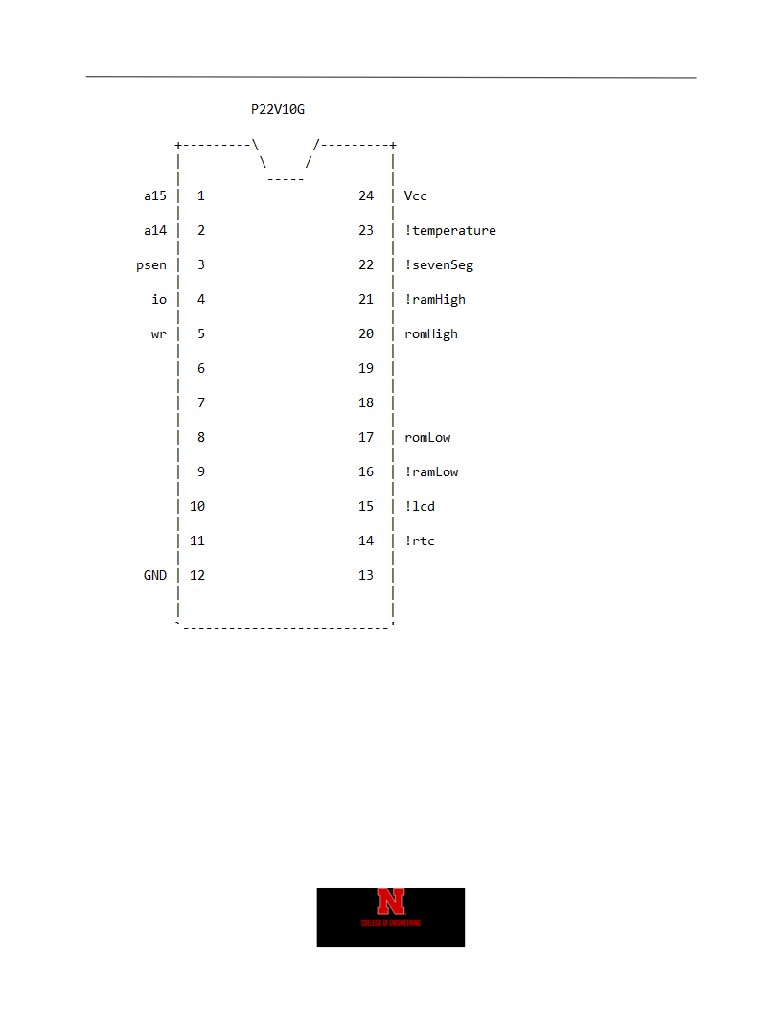 P22V10G
+---------\ /---------+
| \ / |
| ----- |
a15 | 1 24 | Vcc
| |
a14 | 2 23 | !temperature
| |
psen | 3 22 | !sevenSeg
| |
io | 4 21 | !ramHigh
| |
wr | 5 20 | romHigh
| |
| 6 19 |
| |
| 7 18 |
| |
| 8 17 | romLow
| |
| 9 16 | !ramLow
| |
| 10 15 | !lcd
| |
| 11 14 | !rtc
| |
GND | 12 13 |
| |
| |
`---------------------------'
N
COLLEGE OF ENGINEERING